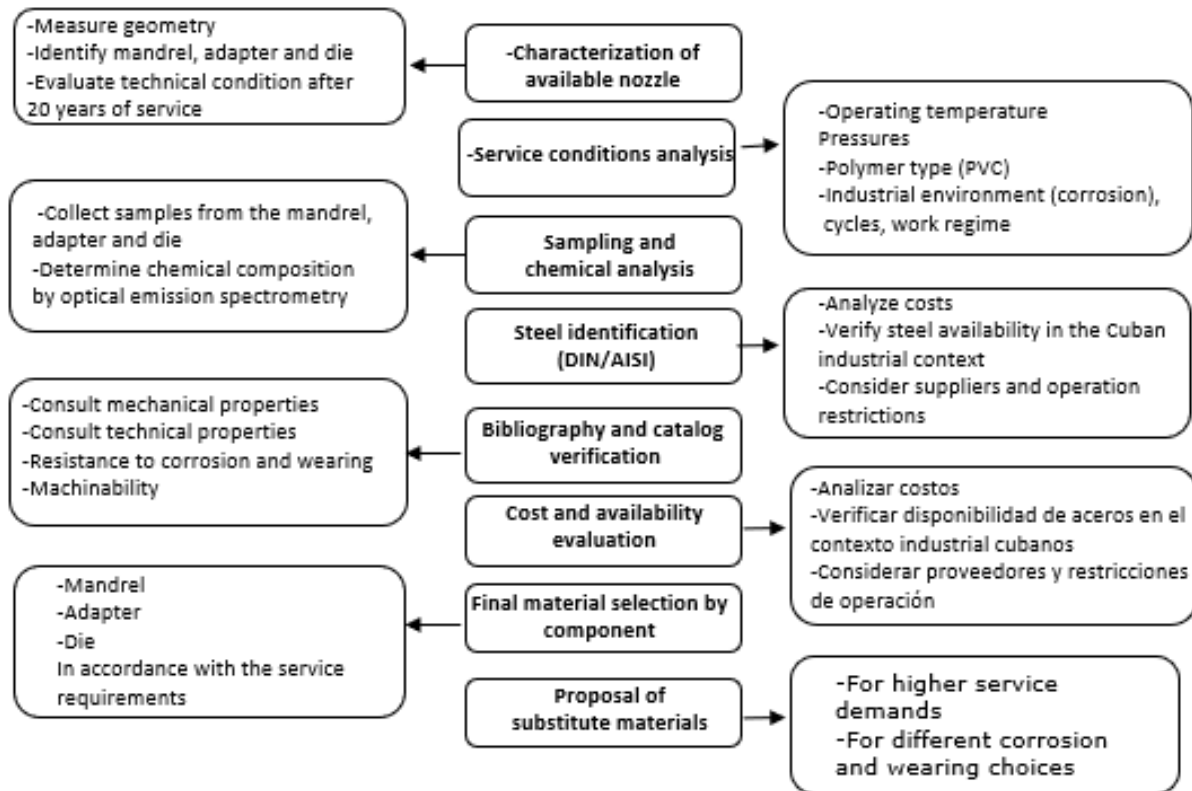 -Measure geometry
-Identify mandrel, adapter and die
-Evaluate technical condition after
20 years of service
-Characterization of
available nozzle
-Service conditions analysis
-Operating temperature
Pressures
-Polymer type (PVC)
-Industrial environment (corrosion),
cycles, work regime
-Collect samples from the mandrel,
adapter and die
-Determine chemical composition
by optical emission spectrometry
Sampling and
chemical analysis
Steel identification
(DIN/AISI)
-Analyze costs
-Verify steel availability in the Cuban
industrial context
-Consider suppliers and operation
restrictions
-Consult mechanical properties
-Consult technical properties
-Resistance to corrosion and wearing
-Machinability
Bibliography and catalog
verification
Cost and availability
evaluation
-Analizar costos
-Verificar disponibilidad de aceros en el
contexto industrial cubanos
-Considerar proveedores y restricciones
de operación
-Mandrel
-Adapter
-Die
In accordance with the service
requirements
Final material selection by
component
Proposal of
substitute materials
-For higher service
demands
-For different corrosion
and wearing choices